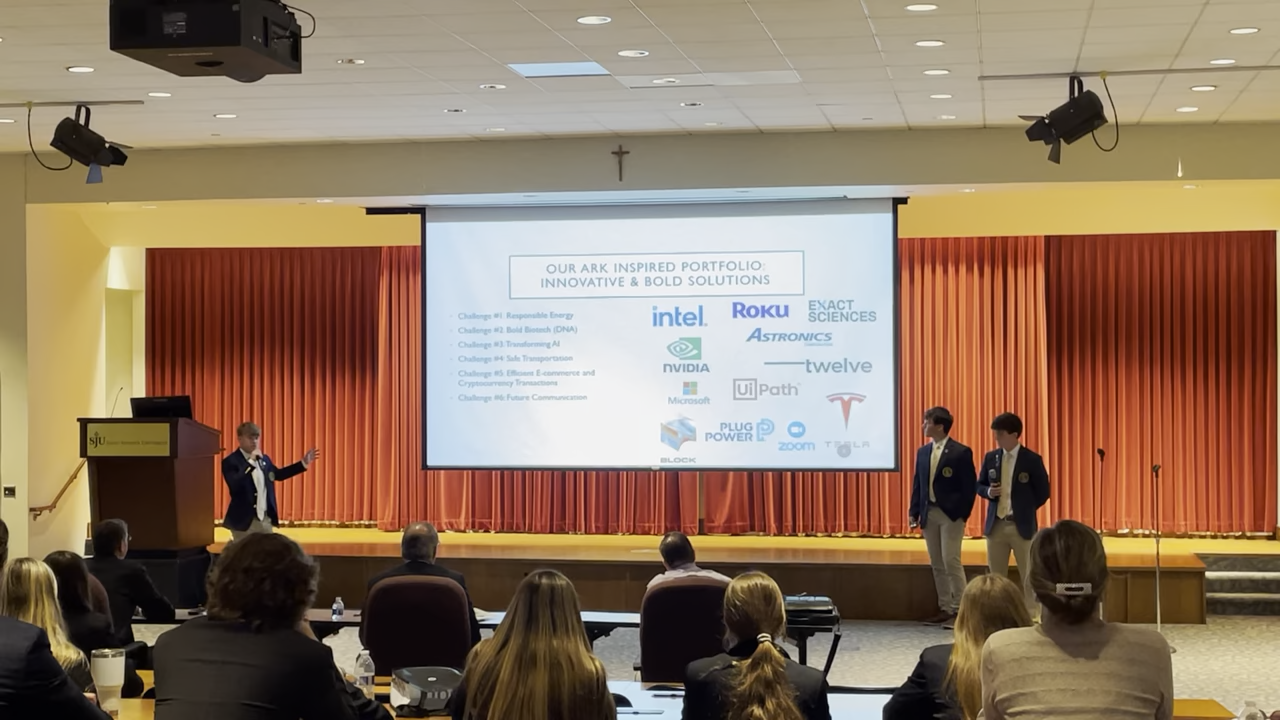 OUR ARK INSPIRED PORTFOLIO:
INNOVATIVE & BOLD SOLUTIONS
Challenge #1 Responsible Energy
Challenge #2 Bold Biotech (DNA)
Challenge #3 Transforming AI
Challenge #4 Safe Transportation
Challenge #5 Efficient E-commerce and
Cryptocurrency Transactions
Challenge #6: Future Communication
intel.
ROKU
EXACT
SCIENCES
ASTRONICS
NVIDIA
twelve
Microsoft
UiPath
PLUG
POWER
zoom
TESLA
BLOCK
SJU